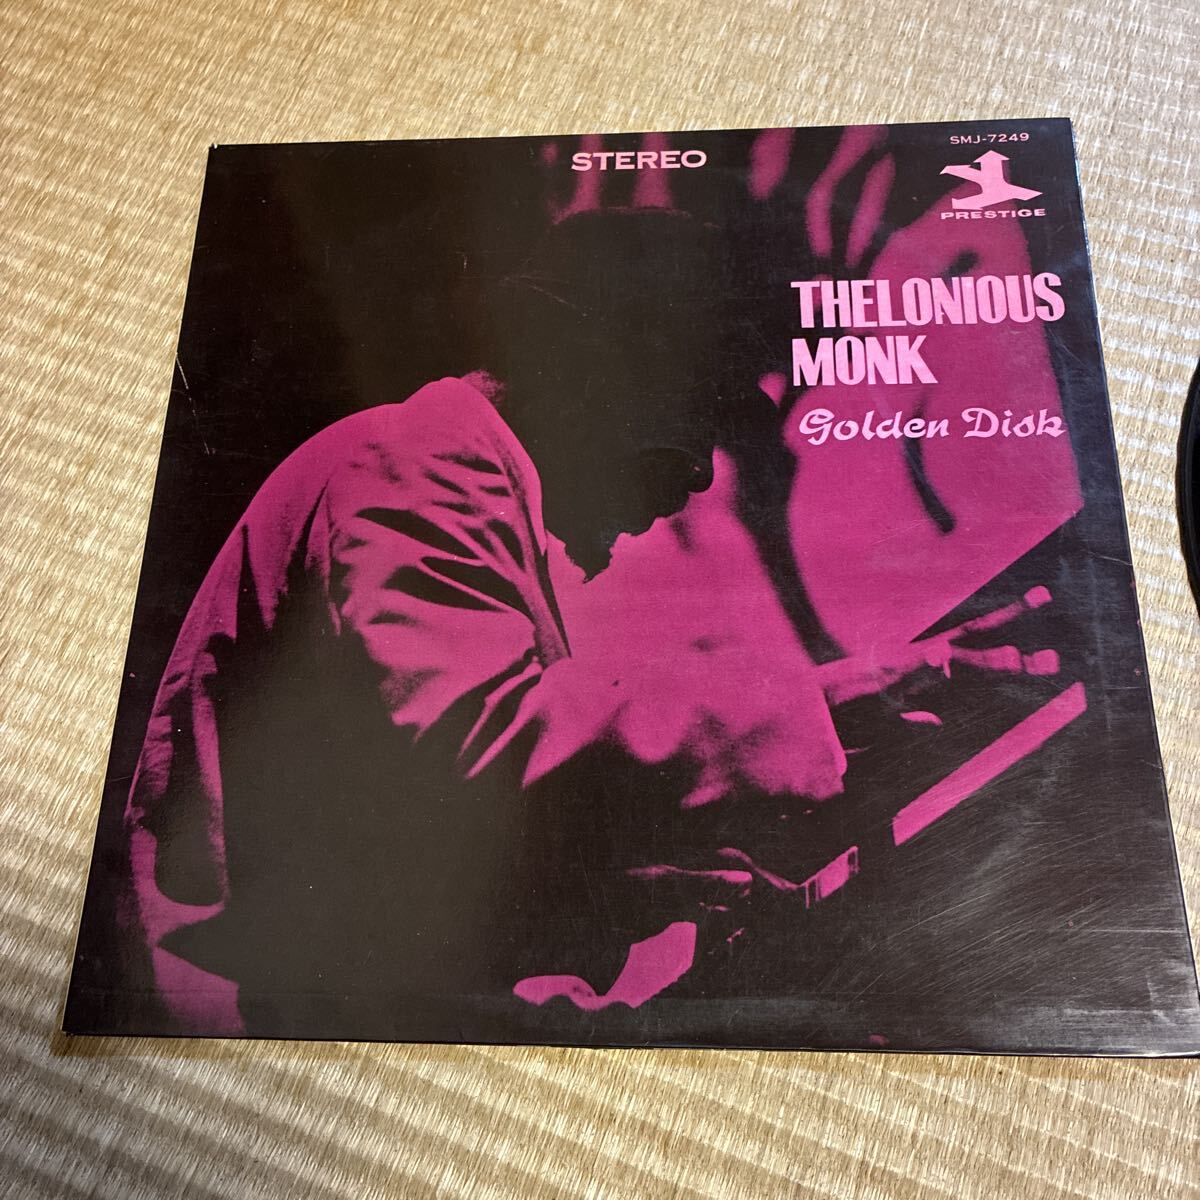 STEREO
SMJ-7249
PRESTIGE
THELONIOUS
MONK
Golden Disk